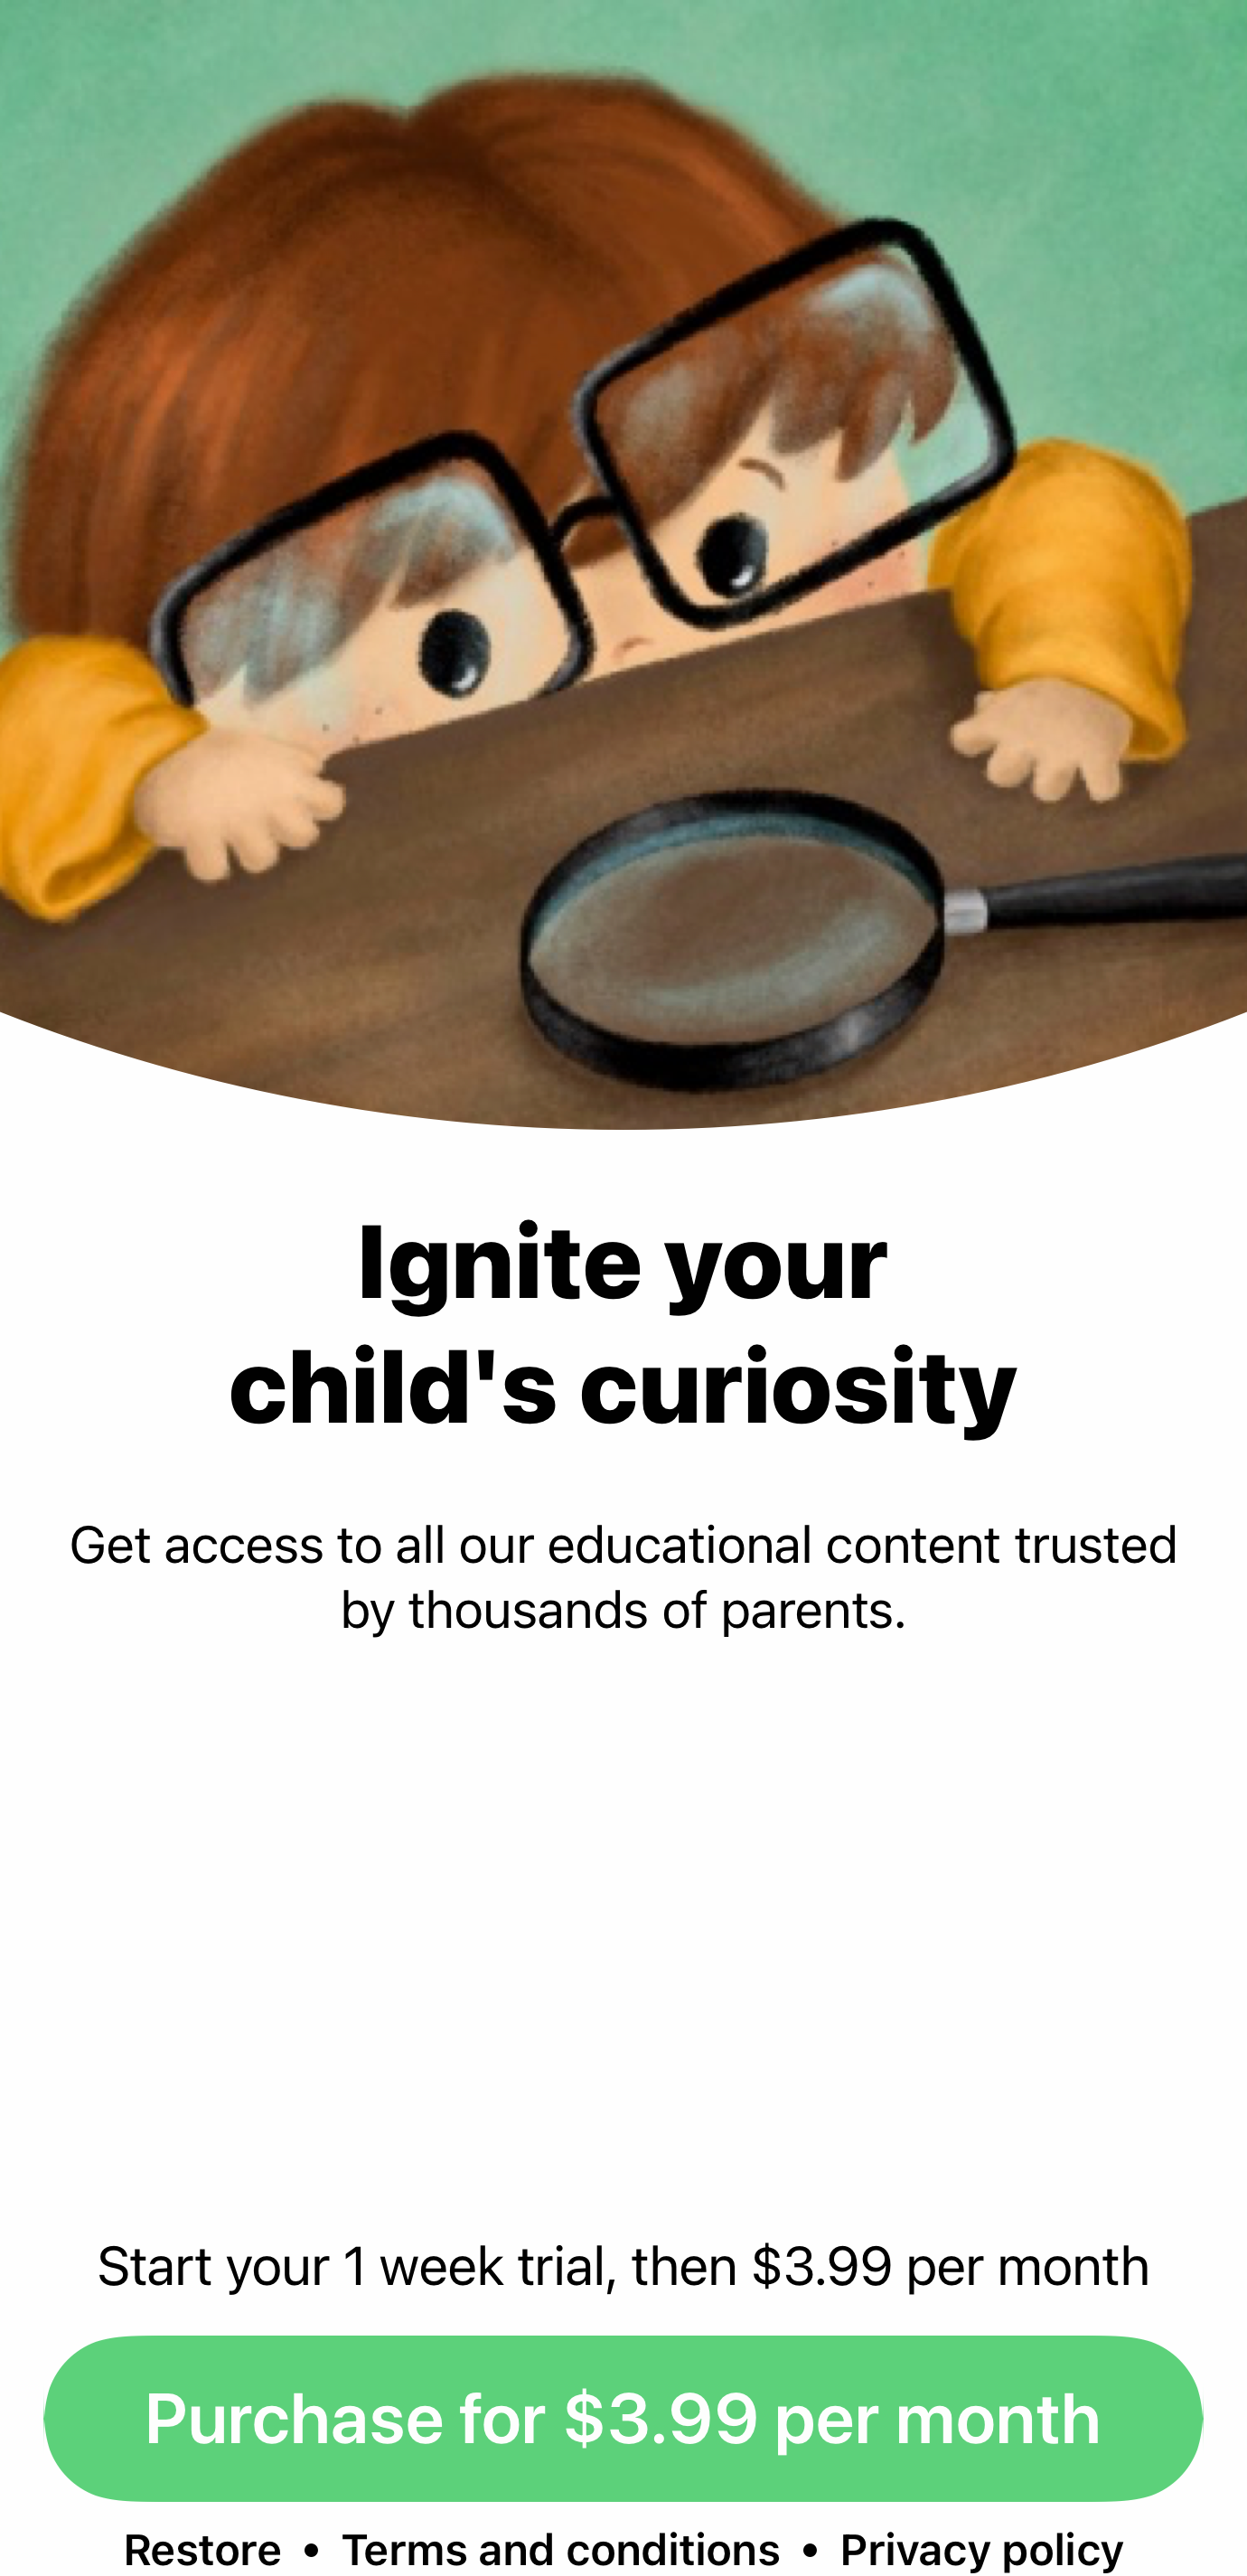 Ignite your
child's curiosity
Get access to all our educational content trusted
by thousands of parents.
Start your 1 week trial, then $3.99 per month
Purchase for $3.99 per month
Restore • Terms and conditions • Privacy policy